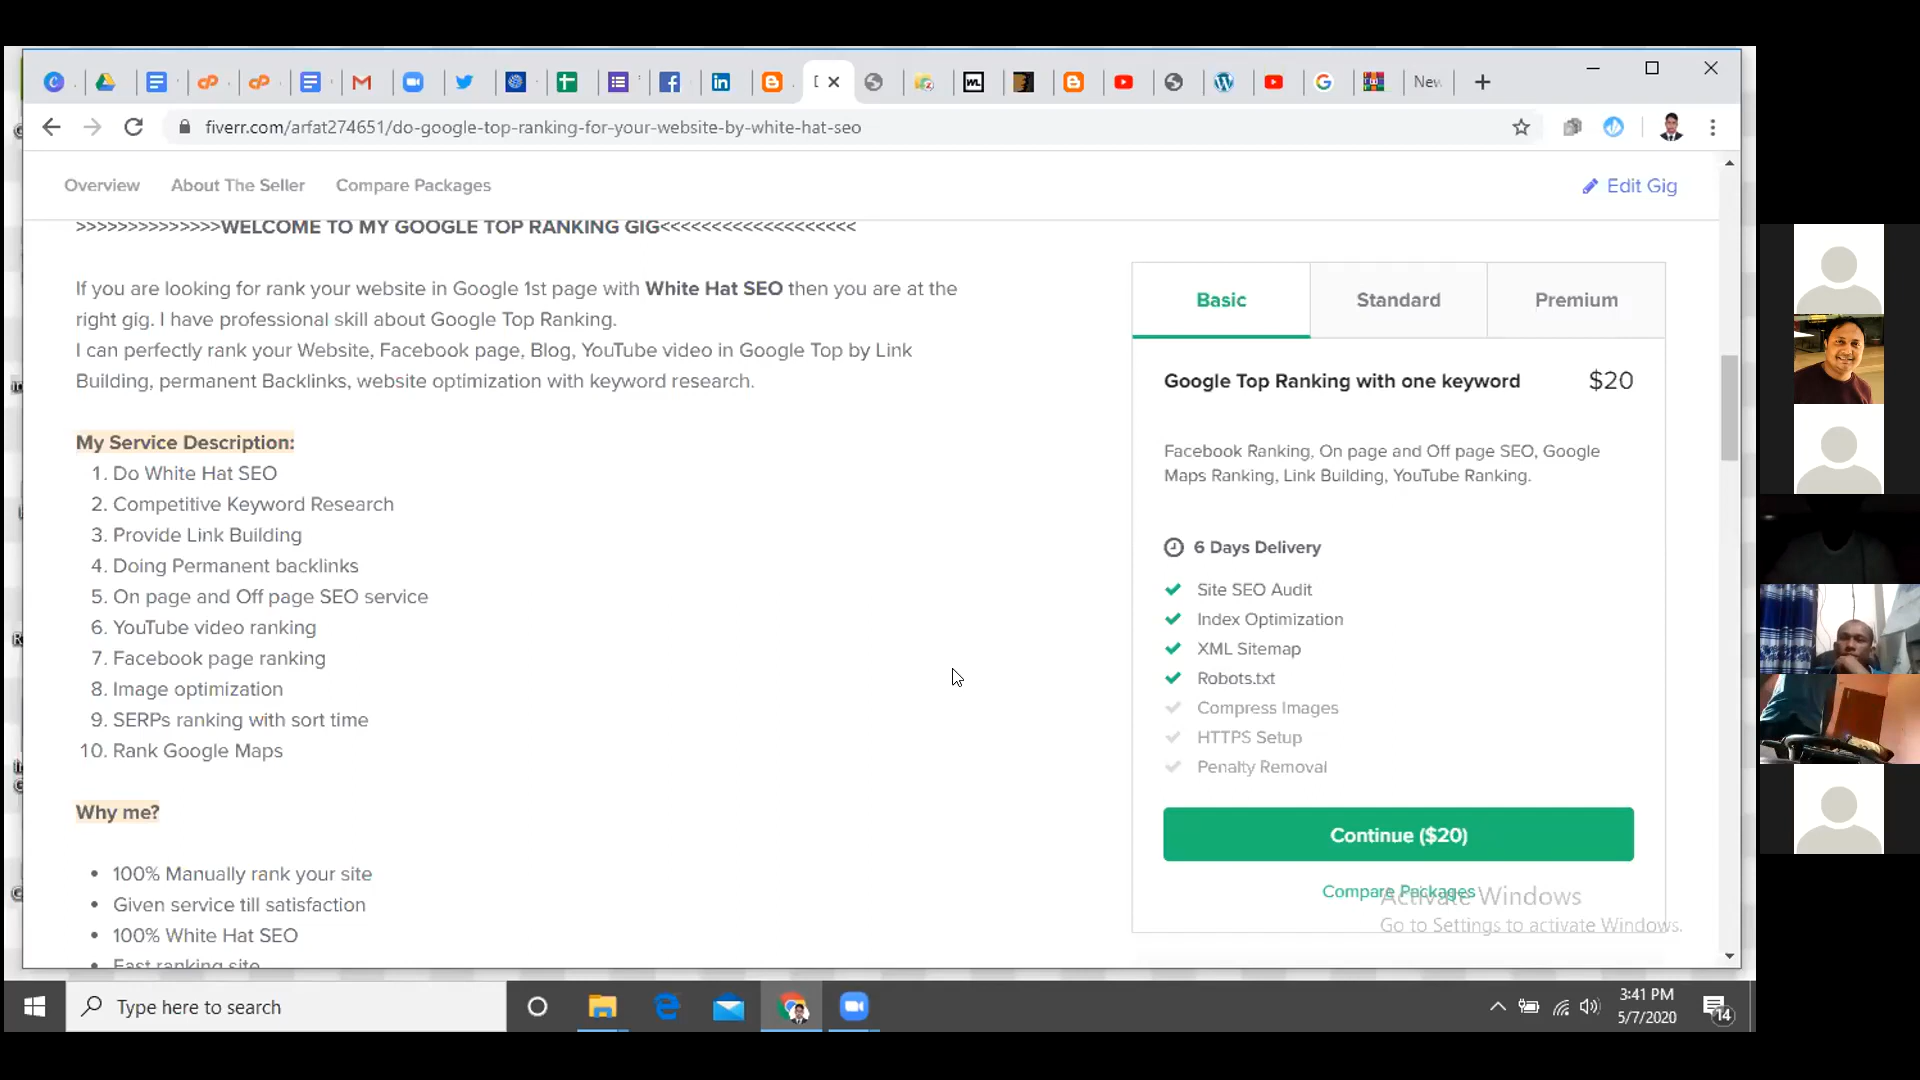 New
fiverr.com/arfat274651/do-google-top-ranking-for-your-website-by-white-hat-seo
Overview About The Seller Compare Packages Edit Gig
>>>>>>>>>>>>>>WELCOME TO MY GOOGLE TOP RANKING GIG<<<<<<<<<<<<<<<<<<<
If you are looking for rank your website in Google 1st page with White Hat SEO then you are at the
right gig. I have professional skill about Google Top Ranking.
I can perfectly rank your Website, Facebook page, Blog, YouTube video in Google Top by Link
Building, permanent Backlinks, website optimization with keyword research.
My Service Description:
1. Do White Hat SEO
2. Competitive Keyword Research
3. Provide Link Building
4. Doing Permanent backlinks
5. On page and Off page SEO service
6. YouTube video ranking
7. Facebook page ranking
8. Image optimization
9. SERPs ranking with sort time
10. Rank Google Maps
Why me?
• 100% Manually rank your site
• Given service till satisfaction
• 100% White Hat SEO
• Fast ranking site
Basic Standard Premium
Google Top Ranking with one keyword $20
Facebook Ranking, On page and Off page SEO, Google
Maps Ranking, Link Building, YouTube Ranking.
6 Days Delivery
Site SEO Audit
Index Optimization
XML Sitemap
Robots.txt
Compress Images
HTTPS Setup
Penalty Removal
Continue ($20)
Compare Packages
Activate Windows
Go to Settings to activate Windows.
Type here to search
3:41 PM
5/7/2020
14